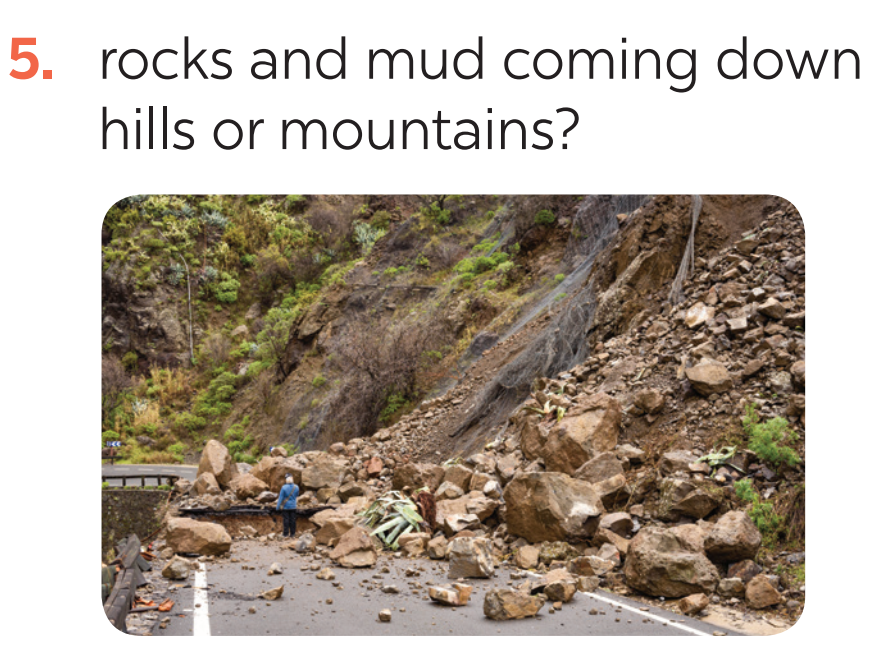 5. rocks and mud coming down
hills or mountains?